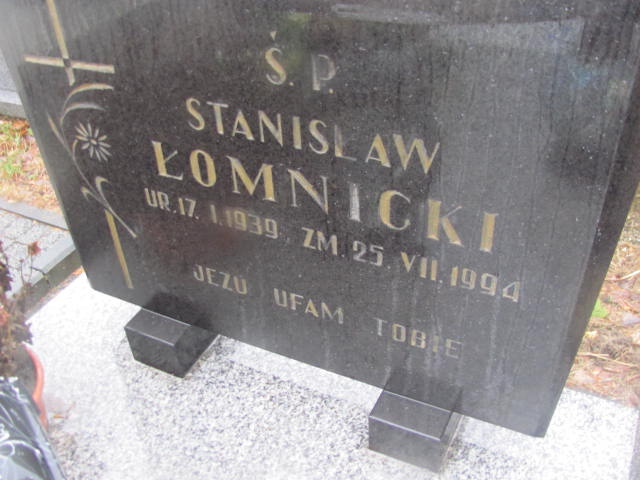 Ś. P.
STANISŁAW
ŁOMNICKI
UR. 17. I. 1939. ZM. 25. VII. 1994
JEZU UFAM TOBIE